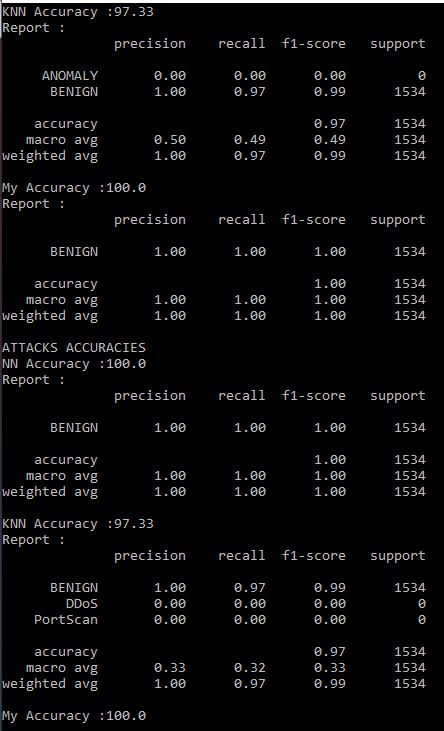 KNN Accuracy :97.33
Report :
precision recall f1-score support
ANOMALY 0.00 0.00 0.00 0
BENIGN 1.00 0.97 0.99 1534
accuracy 0.97 1534
macro avg 0.50 0.49 0.49 1534
weighted avg 1.00 0.97 0.99 1534
My Accuracy :100.0
Report :
precision recall f1-score support
BENIGN 1.00 1.00 1.00 1534
accuracy 1.00 1534
macro avg 1.00 1.00 1.00 1534
weighted avg 1.00 1.00 1.00 1534
ATTACKS ACCURACIES
NN Accuracy :100.0
Report :
precision recall f1-score support
BENIGN 1.00 1.00 1.00 1534
accuracy 1.00 1534
macro avg 1.00 1.00 1.00 1534
weighted avg 1.00 1.00 1.00 1534
KNN Accuracy :97.33
Report :
precision recall f1-score support
BENIGN 1.00 0.97 0.99 1534
DDoS 0.00 0.00 0.00 0
PortScan 0.00 0.00 0.00 0
accuracy 0.97 1534
macro avg 0.33 0.32 0.33 1534
weighted avg 1.00 0.97 0.99 1534
My Accuracy :100.0